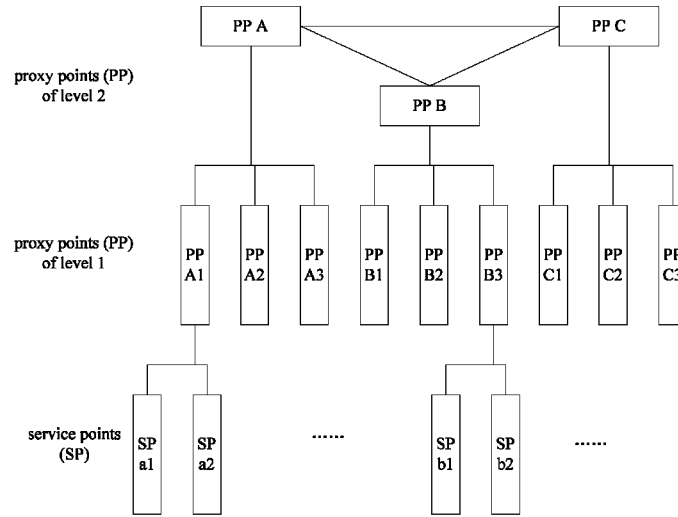 PP A
PP C
proxy points (PP)
of level 2
PP B
proxy points (PP)
of level 1
PP
A1
PP
A2
PP
A3
PP
B1
PP
B2
PP
B3
PP
C1
PP
C2
PP
C3
service points
(SP)
SP
a1
SP
a2
......
SP
b1
SP
b2
......